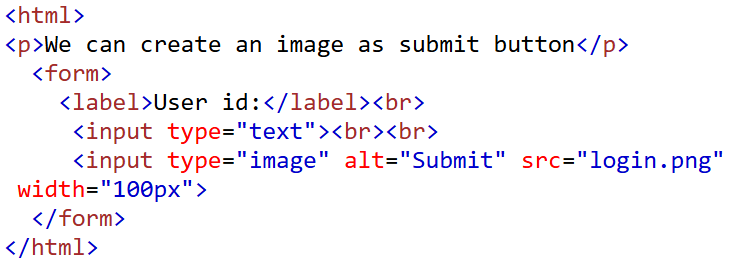 <html>
<p>We can create an image as submit button</p>
<form>
<label>User id:</label><br>
<input type="text"><br><br>
<input type="image" alt="Submit" src="login.png"
width="100px">
</form>
</html>